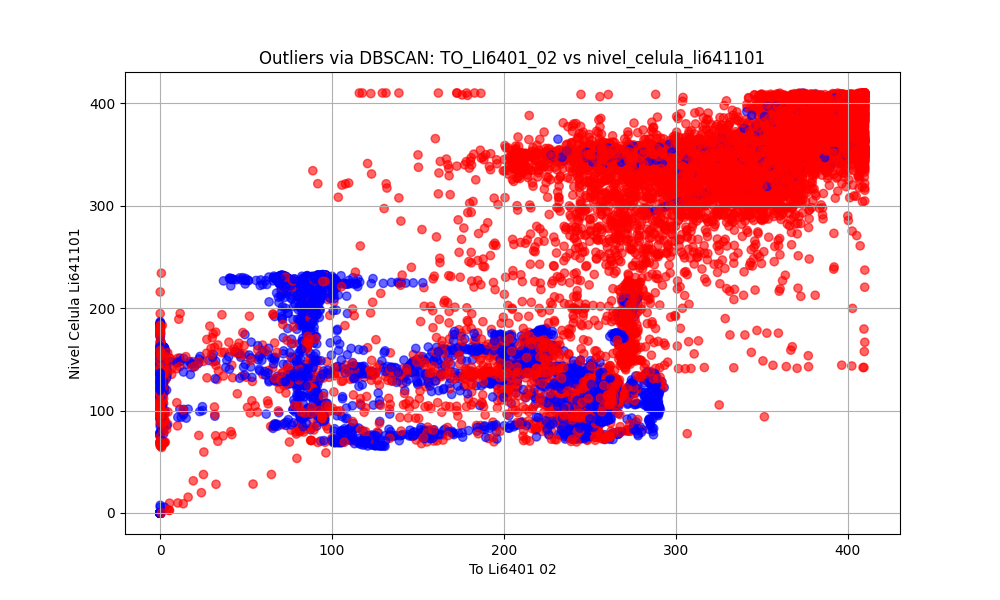 Outliers via DBSCAN: TO_LI6401_02 vs nivel_celula_li641101
400
300
200
100
0
Nivel Celula Li641101
0 100 200 300 400
To Li6401 02